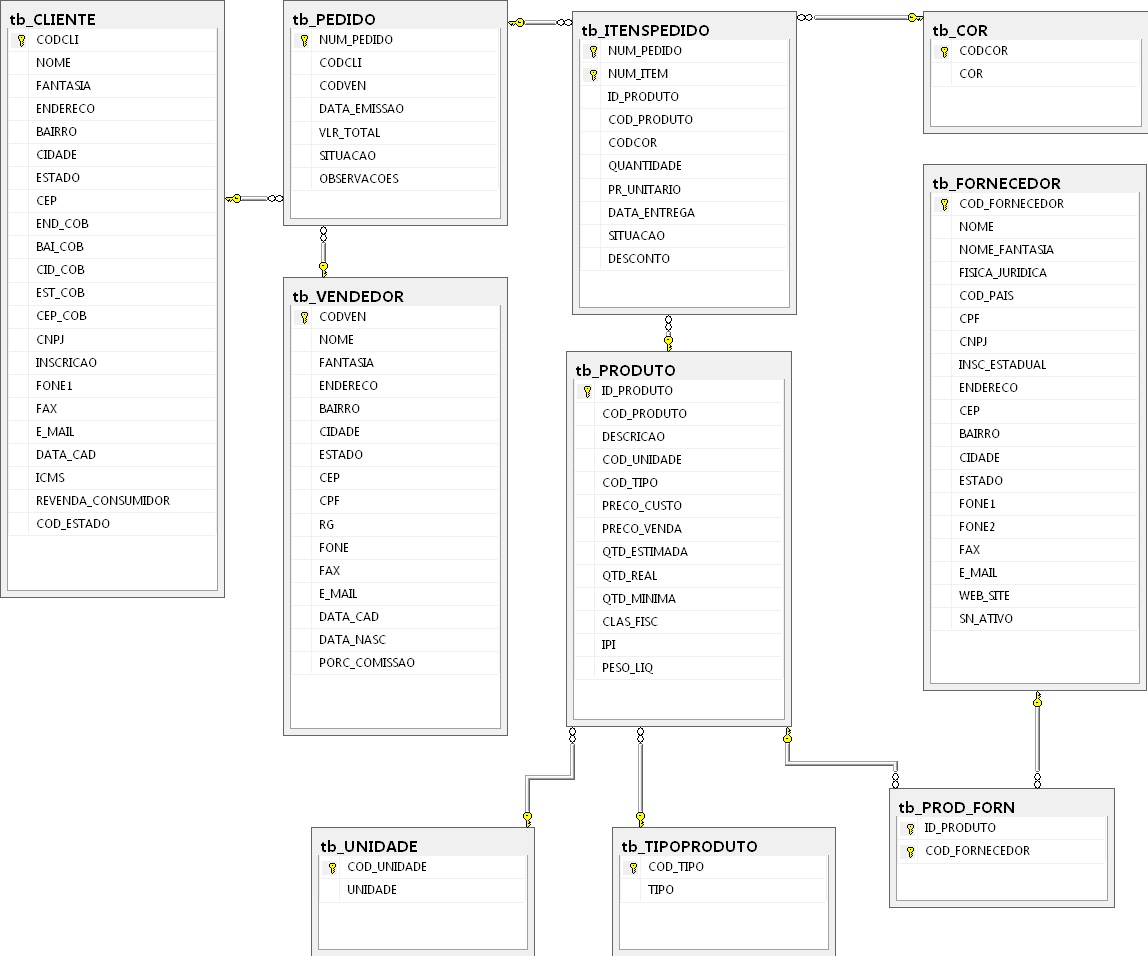 tb_CLIENTE
CODCLI
NOME
FANTASIA
ENDERECO
BAIRRO
CIDADE
ESTADO
CEP
END_COB
BAI_COB
CID_COB
EST_COB
CEP_COB
CNPJ
INSCRICAO
FONE1
FAX
E_MAIL
DATA_CAD
ICMS
REVENDA_CONSUMIDOR
COD_ESTADO
tb_PEDIDO
NUM_PEDIDO
CODCLI
CODVEN
DATA_EMISSAO
VLR_TOTAL
SITUACAO
OBSERVACOES
tb_VENDEDOR
CODVEN
NOME
FANTASIA
ENDERECO
BAIRRO
CIDADE
ESTADO
CEP
CPF
RG
FONE
FAX
E_MAIL
DATA_CAD
DATA_NASC
PORC_COMISSAO
tb_ITENSPEDIDO
NUM_PEDIDO
NUM_ITEM
ID_PRODUTO
COD_PRODUTO
CODCOR
QUANTIDADE
PR_UNITARIO
DATA_ENTREGA
SITUACAO
DESCONTO
tb_PRODUTO
ID_PRODUTO
COD_PRODUTO
DESCRICAO
COD_UNIDADE
COD_TIPO
PRECO_CUSTO
PRECO_VENDA
QTD_ESTIMADA
QTD_REAL
QTD_MINIMA
CLAS_FISC
IPI
PESO_LIQ
tb_COR
CODCOR
COR
tb_FORNECEDOR
COD_FORNECEDOR
NOME
NOME_FANTASIA
FISICA_JURIDICA
COD_PAIS
CPF
CNPJ
INSC_ESTADUAL
ENDERECO
CEP
BAIRRO
CIDADE
ESTADO
FONE1
FONE2
FAX
E_MAIL
WEB_SITE
SN_ATIVO
tb_UNIDADE
COD_UNIDADE
UNIDADE
tb_TIPOPRODUTO
COD_TIPO
TIPO
tb_PROD_FORN
ID_PRODUTO
COD_FORNECEDOR